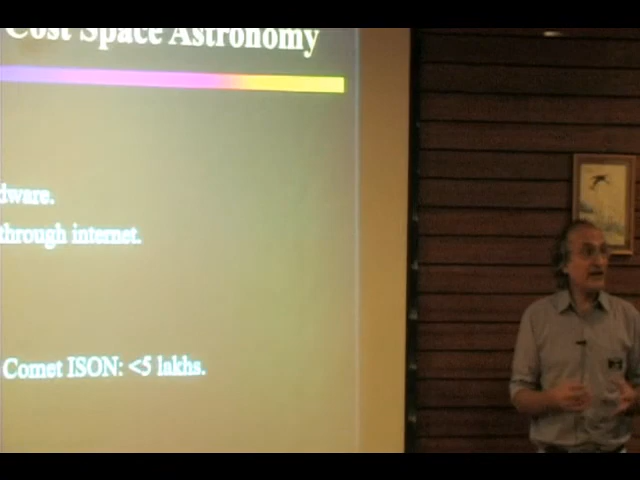 Cost Space Astronomy
dware.
through internet.
Comet ISON: <5 lakhs.